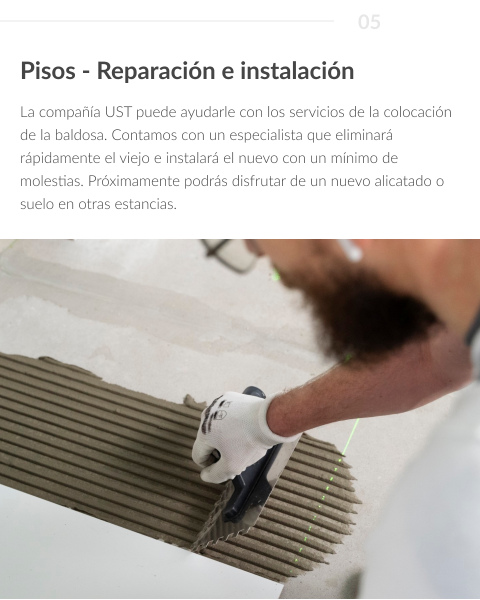 05
Pisos - Reparación e instalación
La compañía UST puede ayudarle con los servicios de la colocación
de la baldosa. Contamos con un especialista que eliminará
rápidamente el viejo e instalará el nuevo con un mínimo de
molestias. Próximamente podrás disfrutar de un nuevo alicatado o
suelo en otras estancias.